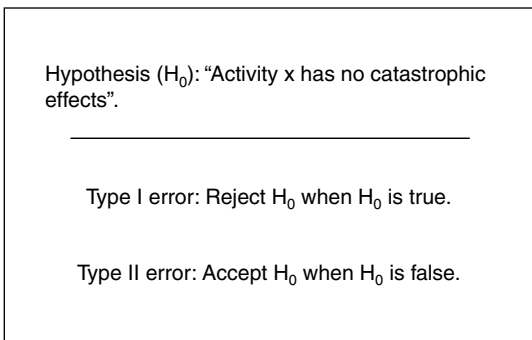 Hypothesis (H₀): “Activity x has no catastrophic
effects”.
Type I error: Reject H₀ when H₀ is true.
Type II error: Accept H₀ when H₀ is false.